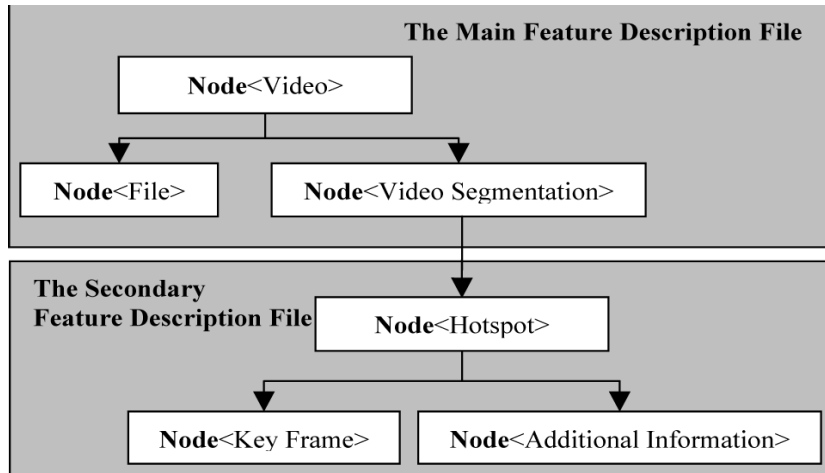 The Main Feature Description File
Node<Video>
Node<File>
Node<Video Segmentation>
The Secondary
Feature Description File
Node<Hotspot>
Node<Key Frame>
Node<Additional Information>